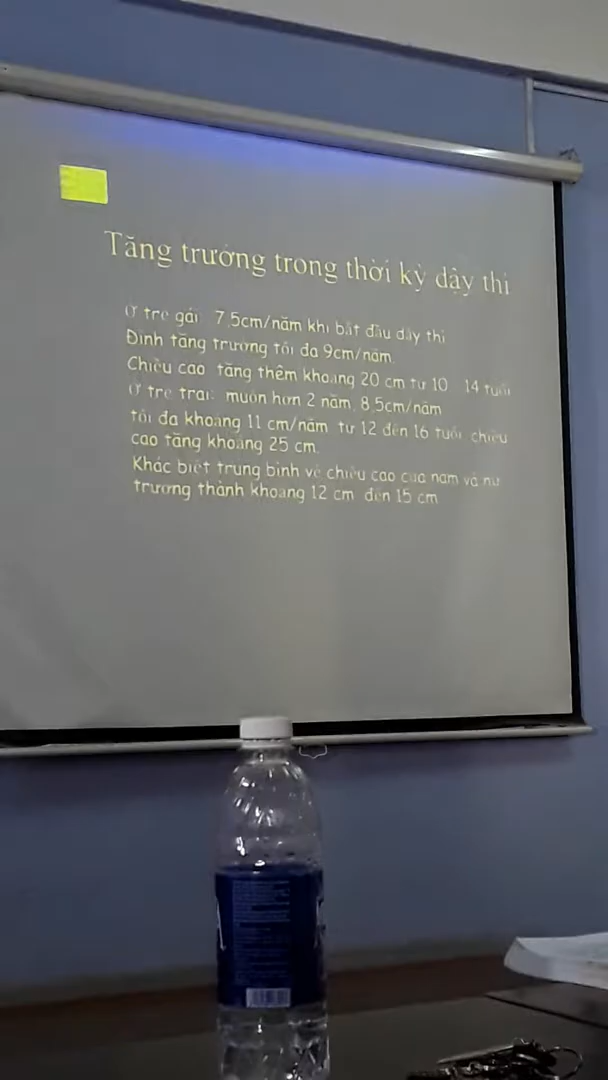 Tăng trưởng trong thời kỳ dậy thì
Ở trẻ gái 7,5cm/năm khi bắt đầu dậy thì
Đỉnh tăng trưởng tối đa 9cm/năm.
Chiều cao tăng thêm khoảng 20 cm từ 10 14 tuổi
Ở trẻ trai: muộn hơn 2 năm, 8,5cm/năm
tối đa khoảng 11 cm/năm từ 12 đến 16 tuổi chiều
cao tăng khoảng 25 cm.
Khác biệt trung bình về chiều cao của nam và nữ
trưởng thành khoảng 12 cm đến 15 cm